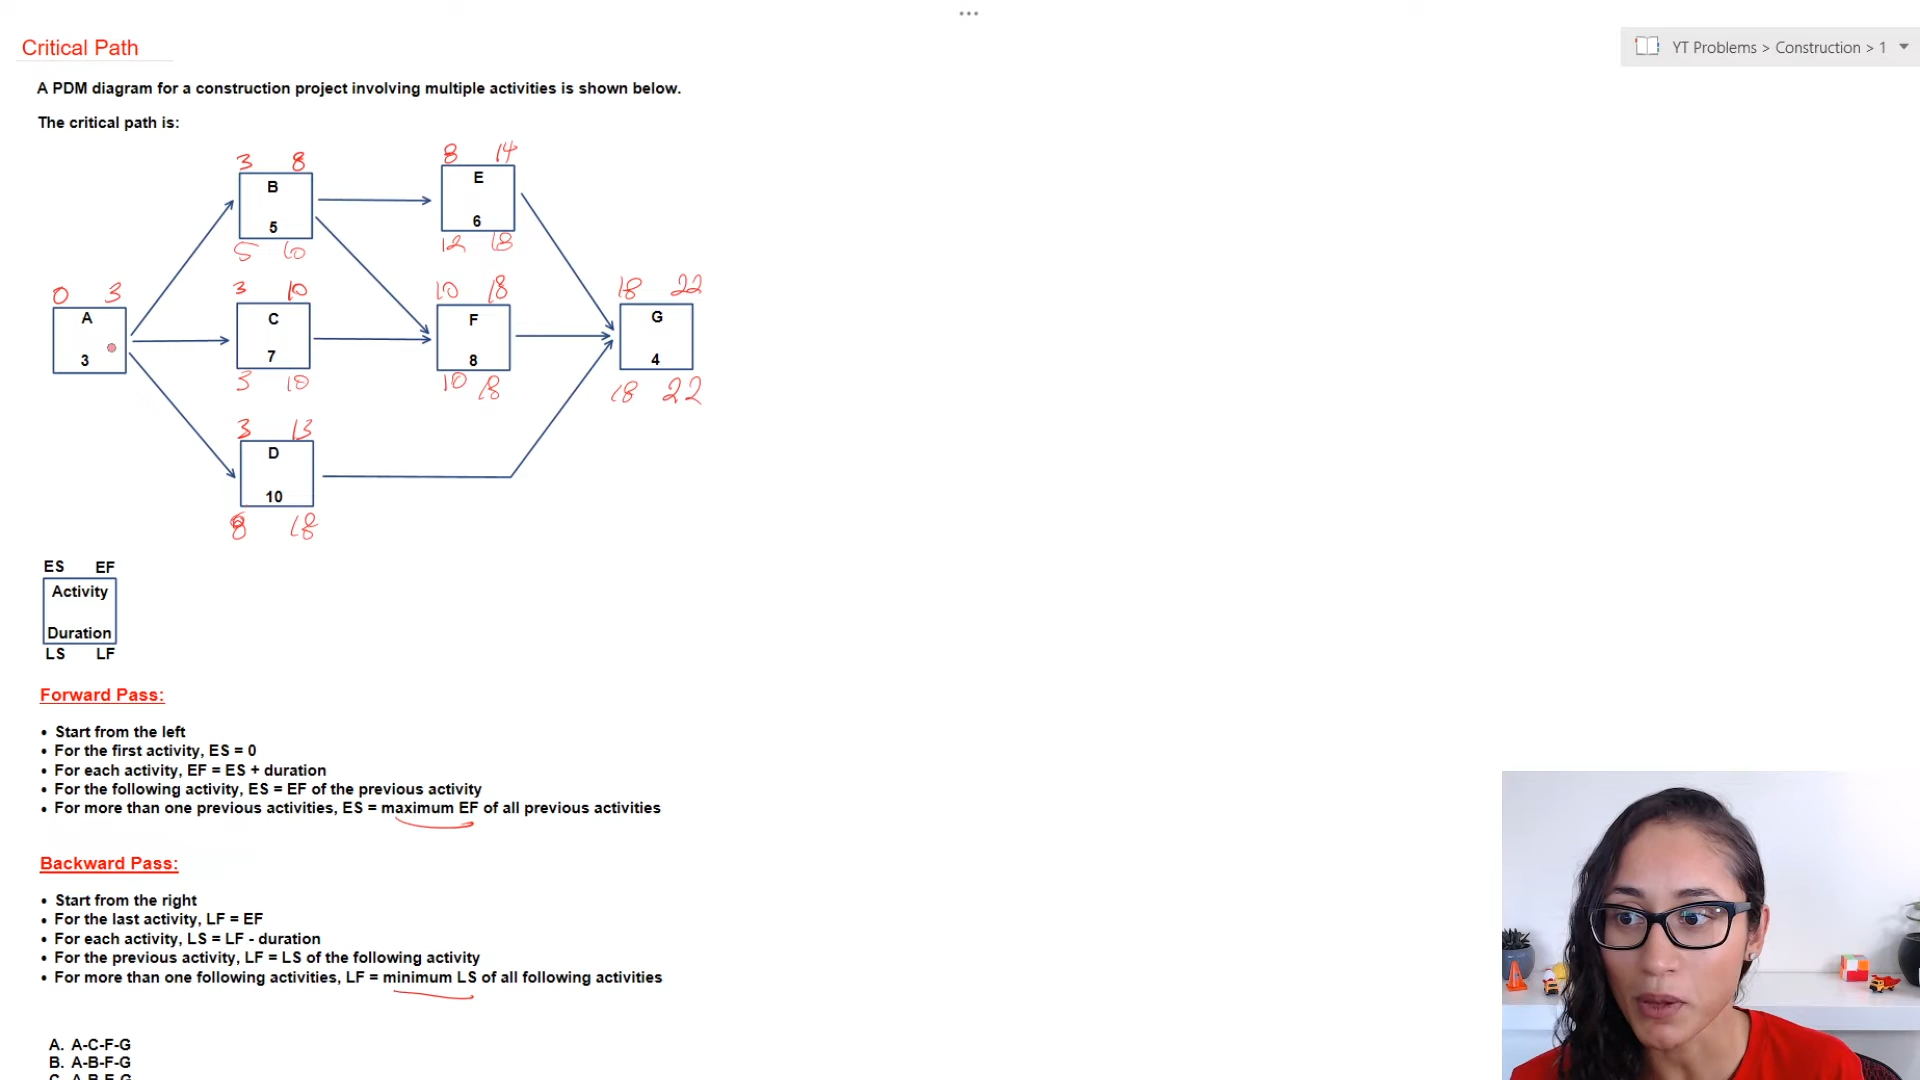 Critical Path
YT Problems > Construction > 1
A PDM diagram for a construction project involving multiple activities is shown below.
The critical path is:
3 8
B
5
5 10
8 14
E
6
12 18
0 3
A
3
3 10
C
7
3 10
10 18
F
8
10 18
18 22
G
4
18 22
3 13
D
10
8 18
ES EF
Activity
Duration
LS LF
Forward Pass:
• Start from the left
• For the first activity, ES = 0
• For each activity, EF = ES + duration
• For the following activity, ES = EF of the previous activity
• For more than one previous activities, ES = maximum EF of all previous activities
Backward Pass:
• Start from the right
• For the last activity, LF = EF
• For each activity, LS = LF - duration
• For the previous activity, LF = LS of the following activity
• For more than one following activities, LF = minimum LS of all following activities
A. A-C-F-G
B. A-B-F-G